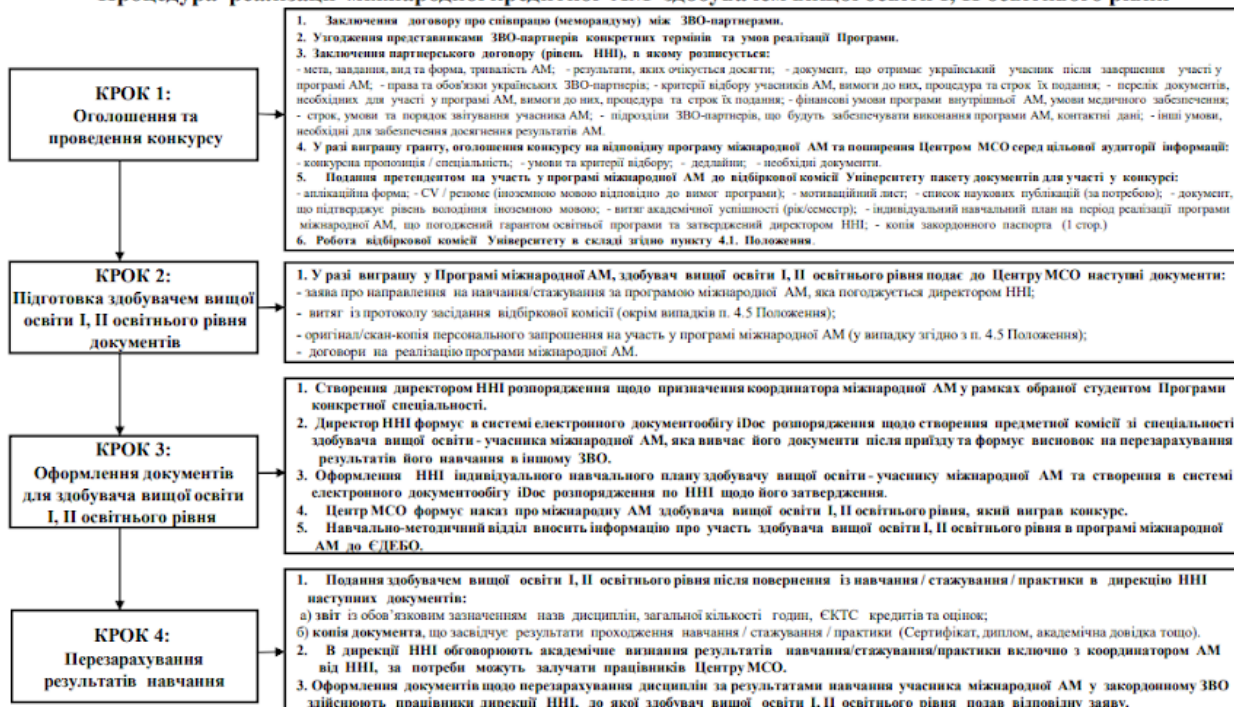 Процедура реалізації міжнародної кредитної АМ здобувачем вищої освіти І, ІІ освітнього рівня
КРОК 1:
Оголошення та
проведення конкурсу
1. Заключення договору про співпрацю (меморандуму) між ЗВО-партнерами.
2. Узгодження представниками ЗВО-партнерів конкретних термінів та умов реалізації Програми.
3. Заключення партнерського договору (рівень ННІ), в якому розписується:
- мета, завдання, вид та форма, тривалість АМ; - результати, яких очікується досягти; - документ, що отримає український учасник після завершення участі у
програмі АМ; - права та обов'язки українських ЗВО-партнерів; - критерії відбору учасників АМ, вимоги до них, процедура та строк їх подання; - перелік документів,
необхідних для участі у програмі АМ, вимоги до них, процедура та строк їх подання; - фінансові умови програми внутрішньої АМ, умови медичного забезпечення;
- строк, умови та порядок звітування учасника АМ; - підрозділи ЗВО-партнерів, що будуть забезпечувати виконання програми АМ, контактні дані; - інші умови,
необхідні для забезпечення досягнення результатів АМ.
4. У разі виграшу гранту, оголошення конкурсу на відповідну програму міжнародної АМ та поширення Центром МСО серед цільової аудиторії інформації:
- конкурсна пропозиція / спеціальність; - умови та критерії відбору; - дедлайни; - необхідні документи.
5. Подання претендентом на участь у програмі міжнародної АМ до відбіркової комісії Університету пакету документів для участі у конкурсі:
- аплікаційна форма; - CV / резюме (іноземною мовою відповідно до вимог програми); - мотиваційний лист; - список наукових публікацій (за потребою); - документ,
що підтверджує рівень володіння іноземною мовою; - витяг академічної успішності (рік/семестр); - індивідуальний навчальний план на період реалізації програми
міжнародної АМ, що погоджений гарантом освітньої програми та затверджений директором ННІ; - копія закордонного паспорта (1 стор.)
6. Робота відбіркової комісії Університету в складі згідно пункту 4.1. Положення.
КРОК 2:
Підготовка здобувачем вищої
освіти І, ІІ освітнього рівня
документів
1. У разі виграшу у Програмі міжнародної АМ, здобувач вищої освіти І, ІІ освітнього рівня подає до Центру МСО наступні документи:
- заява про направлення на навчання/стажування за програмою міжнародної АМ, яка погоджується директором ННІ;
- витяг із протоколу засідання відбіркової комісії (окрім випадків п. 4.5 Положення);
- оригінал/скан-копія персонального запрошення на участь у програмі міжнародної АМ (у випадку згідно з п. 4.5 Положення);
- договори на реалізацію програми міжнародної АМ.
КРОК 3:
Оформлення документів
для здобувача вищої освіти
І, ІІ освітнього рівня
1. Створення директором ННІ розпорядження щодо призначення координатора міжнародної АМ у рамках обраної студентом Програми
конкретної спеціальності.
2. Директор ННІ формує в системі електронного документообігу iDoc розпорядження щодо створення предметної комісії зі спеціальності
здобувача вищої освіти - учасника міжнародної АМ, яка вивчає його документи після приїзду та формує висновок на перезарахування
результатів його навчання в іншому ЗВО.
3. Оформлення ННІ індивідуального навчального плану здобувачу вищої освіти - учаснику міжнародної АМ та створення в системі
електронного документообігу iDoc розпорядження по ННІ щодо його затвердження.
4. Центр МСО формує наказ про міжнародну АМ здобувача вищої освіти І, ІІ освітнього рівня, який виграв конкурс.
5. Навчально-методичний відділ вносить інформацію про участь здобувача вищої освіти І, ІІ освітнього рівня в програмі міжнародної
АМ до ЄДЕБО.
КРОК 4:
Перезарахування
результатів навчання
1. Подання здобувачем вищої освіти І, ІІ освітнього рівня після повернення із навчання / стажування / практики в дирекцію ННІ
наступних документів:
а) звіт із обов’язковим зазначенням назв дисциплін, загальної кількості годин, ЄКТС кредитів та оцінок;
б) копія документа, що засвідчує результати проходження навчання / стажування / практики (Сертифікат, диплом, академічна довідка тощо).
2. В дирекції ННІ обговорюють академічне визнання результатів навчання/стажування/практики включно з координатором АМ
від ННІ, за потреби можуть залучати працівників Центру МСО.
3. Оформлення документів щодо перезарахування дисциплін за результатами навчання учасника міжнародної АМ у закордонному ЗВО
здійснюють працівники дирекції ННІ, до якої здобувач вищої освіти І, ІІ освітнього рівня подав відповідну заяву.